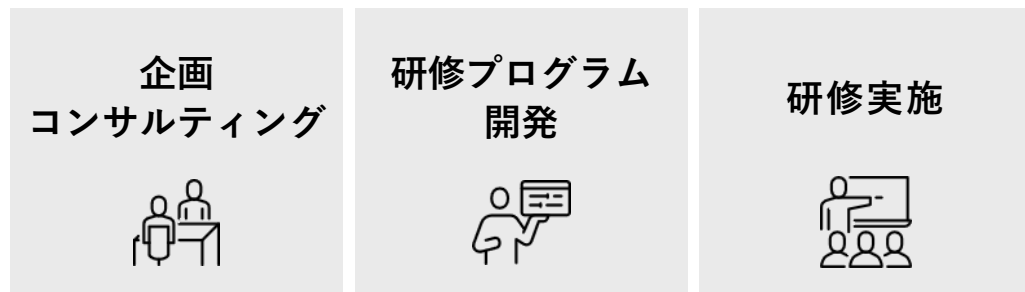 企画
コンサルティング
研修プログラム
開発
研修実施